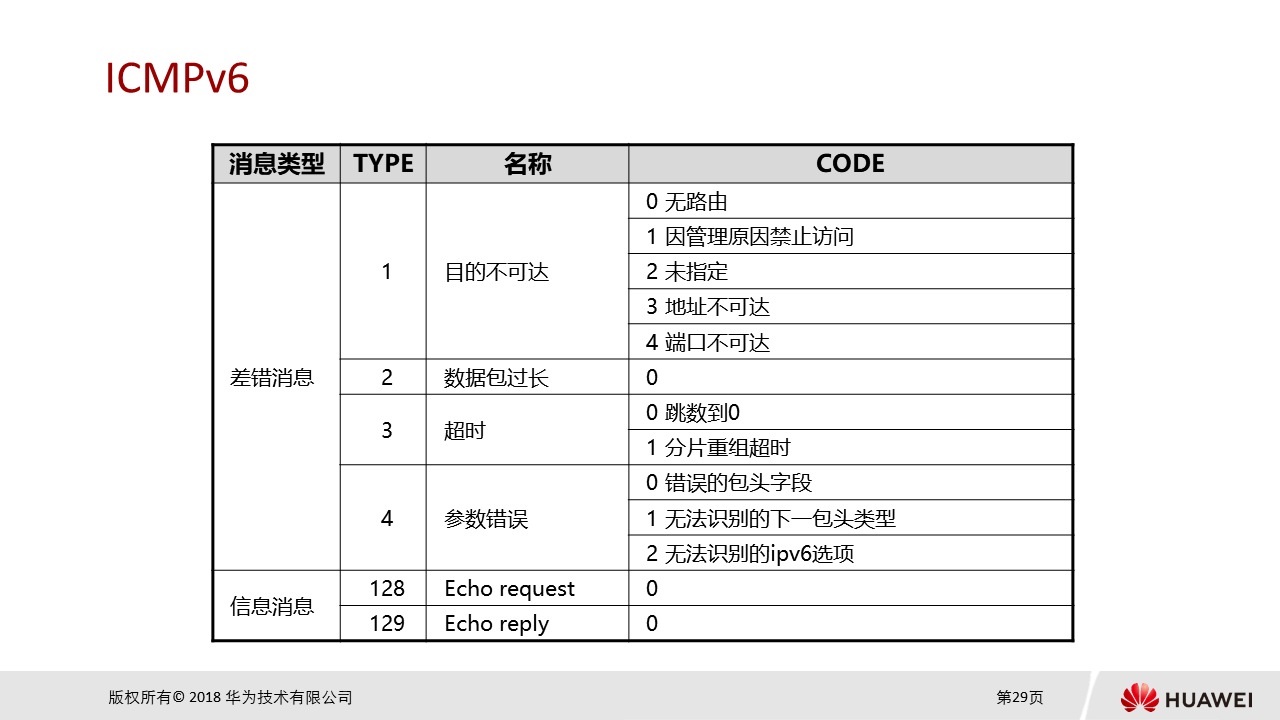 ICMPv6
消息类型 TYPE 名称 CODE
差错消息 1 目的不可达 0 无路由
1 因管理原因禁止访问
2 未指定
3 地址不可达
4 端口不可达
2 数据包过长 0
3 超时 0 跳数到0
1 分片重组超时
4 参数错误 0 错误的包头字段
1 无法识别的下一包头类型
2 无法识别的ipv6选项
信息消息 128 Echo request 0
129 Echo reply 0
版权所有© 2018 华为技术有限公司 第29页 HUAWEI